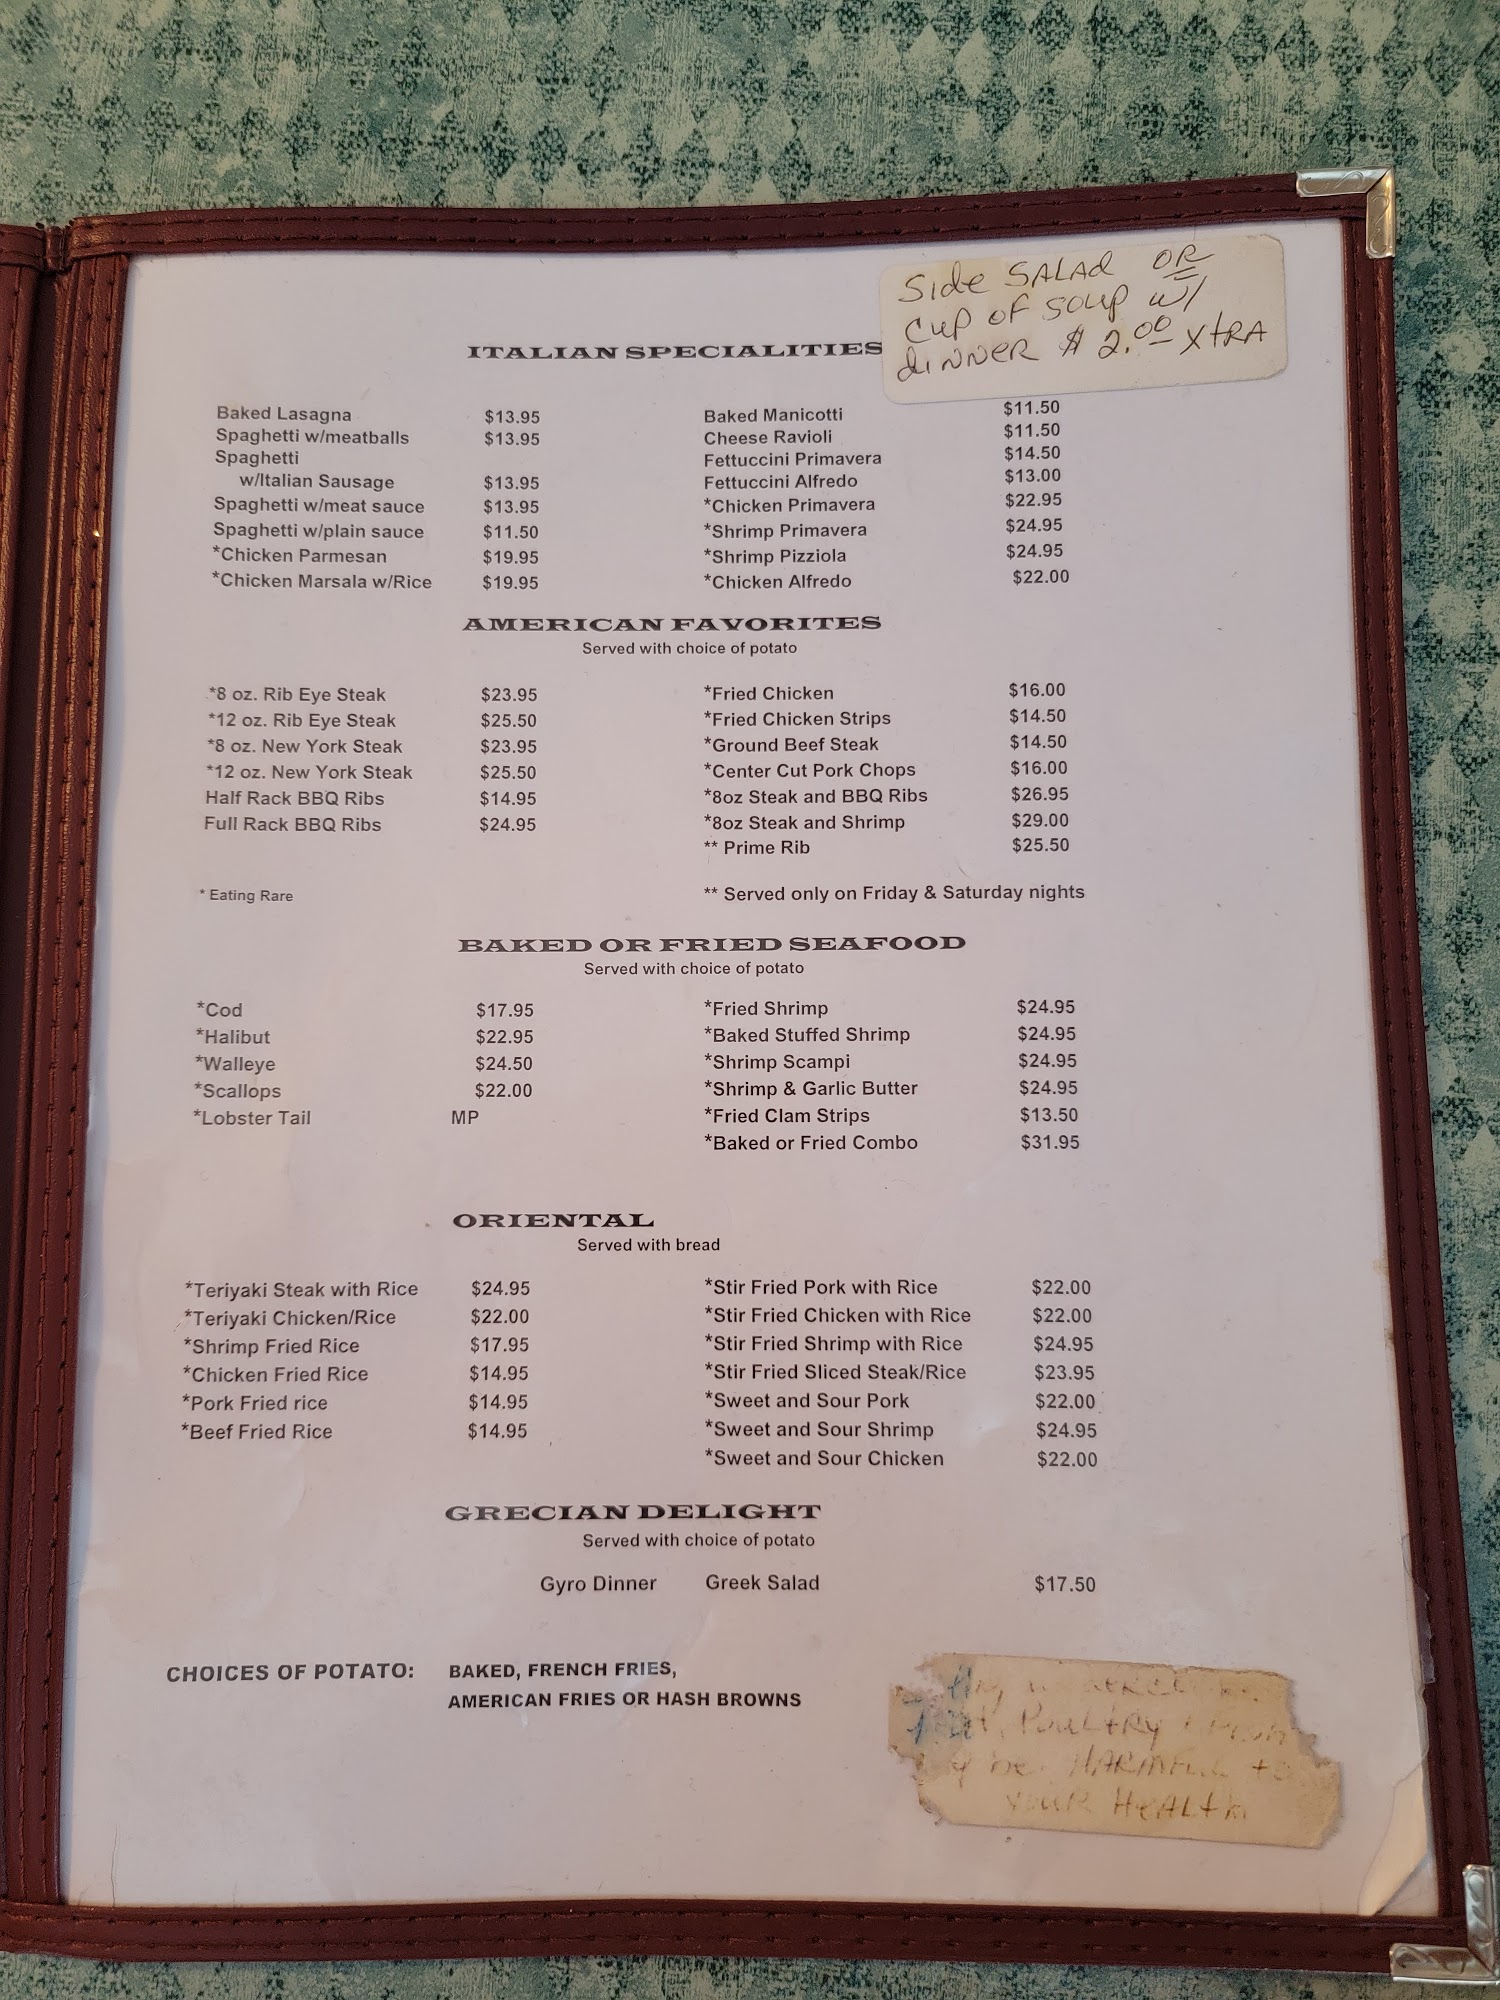 Side SALAD OR
CUP OF SOUP w/
DINNER $ 2.00 XTRA
ITALIAN SPECIALITIES
Baked Lasagna $13.95 Baked Manicotti $11.50
Spaghetti w/meatballs $13.95 Cheese Ravioli $11.50
Spaghetti Fettuccini Primavera $14.50
w/Italian Sausage $13.95 Fettuccini Alfredo $13.00
Spaghetti w/meat sauce $13.95 *Chicken Primavera $22.95
Spaghetti w/plain sauce $11.50 *Shrimp Primavera $24.95
*Chicken Parmesan $19.95 *Shrimp Pizziola $24.95
*Chicken Marsala w/Rice $19.95 *Chicken Alfredo $22.00
AMERICAN FAVORITES
Served with choice of potato
*8 oz. Rib Eye Steak $23.95 *Fried Chicken $16.00
*12 oz. Rib Eye Steak $25.50 *Fried Chicken Strips $14.50
*8 oz. New York Steak $23.95 *Ground Beef Steak $14.50
*12 oz. New York Steak $25.50 *Center Cut Pork Chops $16.00
Half Rack BBQ Ribs $14.95 *8oz Steak and BBQ Ribs $26.95
Full Rack BBQ Ribs $24.95 *8oz Steak and Shrimp $29.00
** Prime Rib $25.50
* Eating Rare ** Served only on Friday & Saturday nights
BAKED OR FRIED SEAFOOD
Served with choice of potato
*Cod $17.95 *Fried Shrimp $24.95
*Halibut $22.95 *Baked Stuffed Shrimp $24.95
*Walleye $24.50 *Shrimp Scampi $24.95
*Scallops $22.00 *Shrimp & Garlic Butter $24.95
*Lobster Tail MP *Fried Clam Strips $13.50
*Baked or Fried Combo $31.95
ORIENTAL
Served with bread
*Teriyaki Steak with Rice $24.95 *Stir Fried Pork with Rice $22.00
*Teriyaki Chicken/Rice $22.00 *Stir Fried Chicken with Rice $22.00
*Shrimp Fried Rice $17.95 *Stir Fried Shrimp with Rice $24.95
*Chicken Fried Rice $14.95 *Stir Fried Sliced Steak/Rice $23.95
*Pork Fried rice $14.95 *Sweet and Sour Pork $22.00
*Beef Fried Rice $14.95 *Sweet and Sour Shrimp $24.95
*Sweet and Sour Chicken $22.00
GRECIAN DELIGHT
Served with choice of potato
Gyro Dinner Greek Salad $17.50
CHOICES OF POTATO: BAKED, FRENCH FRIES,
AMERICAN FRIES OR HASH BROWNS
POULTRY
be HARMFUL to
YOUR HEALTH